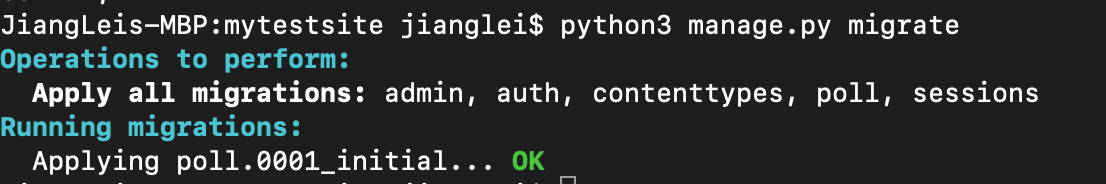 JiangLeis-MBP:mytestsite jianglei$ python3 manage.py migrate
Operations to perform:
  Apply all migrations: admin, auth, contenttypes, poll, sessions
Running migrations:
  Applying poll.0001_initial... OK